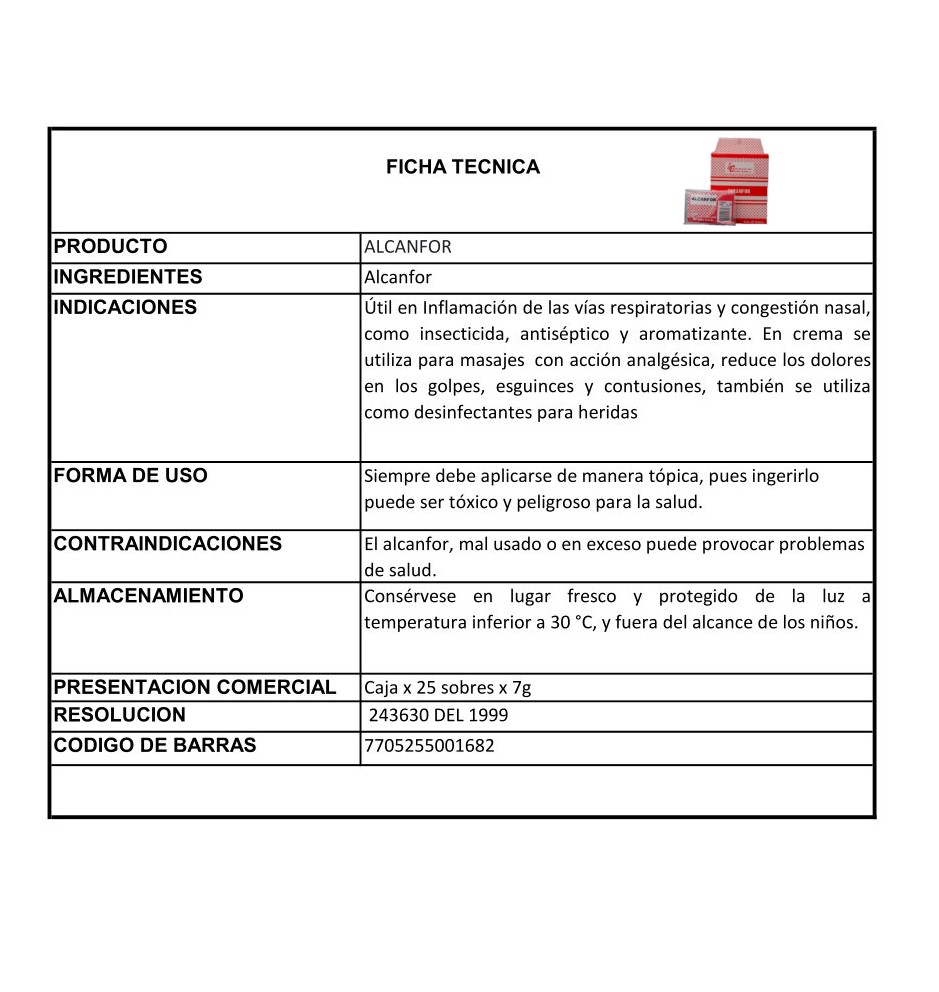 FICHA TECNICA
ALCANFOR
PRODUCTO ALCANFOR
INGREDIENTES Alcanfor
INDICACIONES Útil en Inflamación de las vías respiratorias y congestión nasal,
como insecticida, antiséptico y aromatizante. En crema se
utiliza para masajes con acción analgésica, reduce los dolores
en los golpes, esguinces y contusiones, también se utiliza
como desinfectantes para heridas
FORMA DE USO Siempre debe aplicarse de manera tópica, pues ingerirlo
puede ser tóxico y peligroso para la salud.
CONTRAINDICACIONES El alcanfor, mal usado o en exceso puede provocar problemas
de salud.
ALMACENAMIENTO Consérvese en lugar fresco y protegido de la luz a
temperatura inferior a 30 °C, y fuera del alcance de los niños.
PRESENTACION COMERCIAL Caja x 25 sobres x 7g
RESOLUCION 243630 DEL 1999
CODIGO DE BARRAS 7705255001682